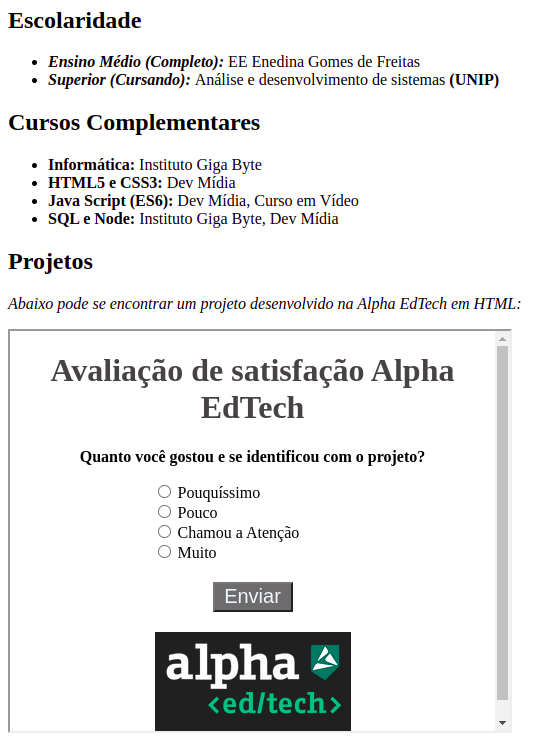 Escolaridade
Ensino Médio (Completo): EE Enedina Gomes de Freitas
Superior (Cursando): Análise e desenvolvimento de sistemas (UNIP)
Cursos Complementares
Informática: Instituto Giga Byte
HTML5 e CSS3: Dev Mídia
Java Script (ES6): Dev Mídia, Curso em Vídeo
SQL e Node: Instituto Giga Byte, Dev Mídia
Projetos
Abaixo pode se encontrar um projeto desenvolvido na Alpha EdTech em HTML:
Avaliação de satisfação Alpha
EdTech
Quanto você gostou e se identificou com o projeto?
Pouquíssimo
Pouco
Chamou a Atenção
Muito
Enviar
alpha
<ed/tech>